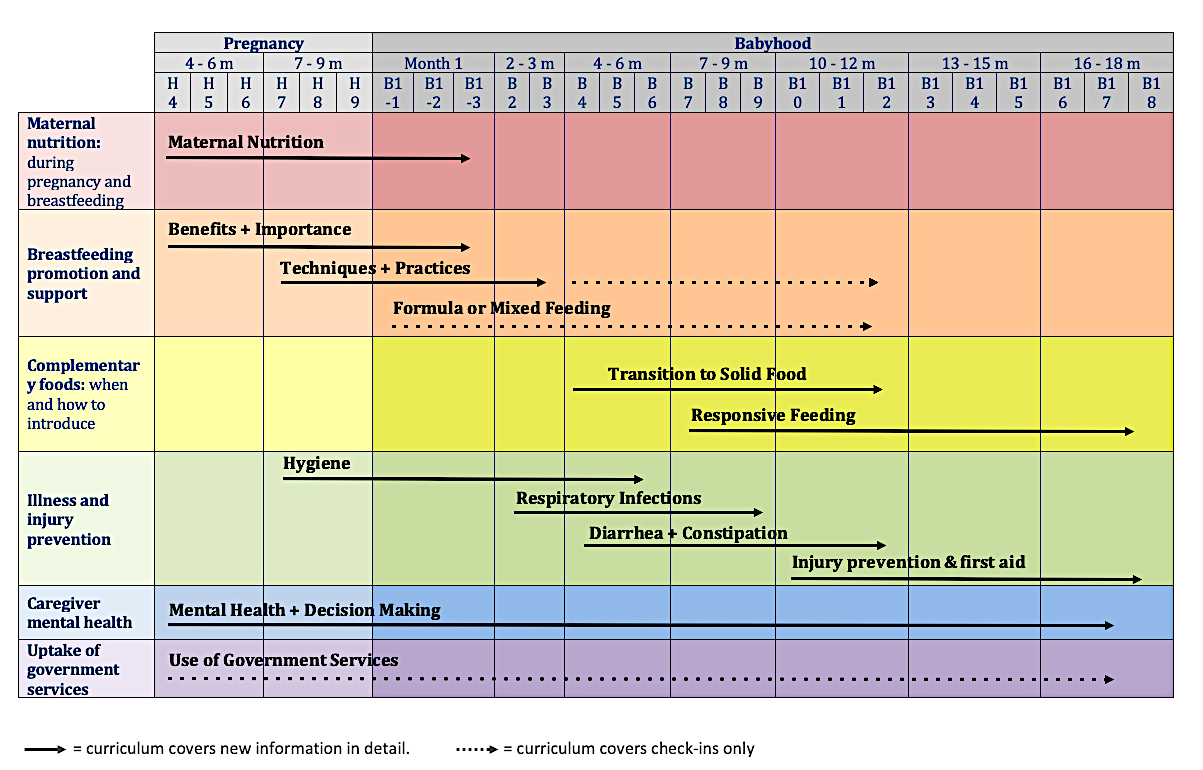 Pregnancy Babyhood
4 - 6 m 7 - 9 m Month 1 2 - 3 m 4 - 6 m 7 - 9 m 10 - 12 m 13 - 15 m 16 - 18 m
H H H H H H B1 B1 B1 B B B B B B B B B1 B1 B1 B1 B1 B1 B1 B1 B1
4 5 6 7 8 9 -1 -2 -3 2 3 4 5 6 7 8 9 0 1 2 3 4 5 6 7 8
Maternal
nutrition:
during
pregnancy and
breastfeeding
Maternal Nutrition
Breastfeeding
promotion and
support
Benefits + Importance
Techniques + Practices
Formula or Mixed Feeding
Complementar
y foods: when
and how to
introduce
Transition to Solid Food
Responsive Feeding
Illness and
injury
prevention
Hygiene
Respiratory Infections
Diarrhea + Constipation
Injury prevention & first aid
Caregiver
mental health
Mental Health + Decision Making
Uptake of
government
services
Use of Government Services
= curriculum covers new information in detail. = curriculum covers check-ins only